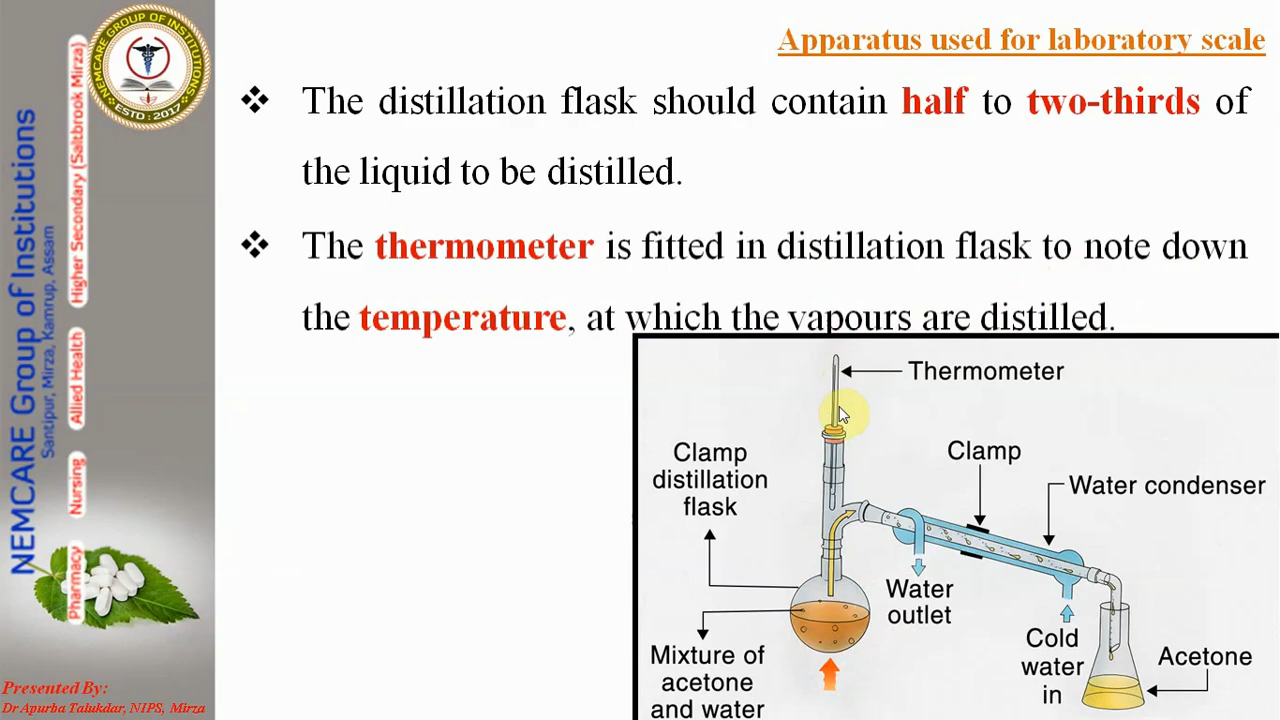 NEMCARE GROUP OF INSTITUTIONS
ESTD : 2017
NEMCARE Group of Institutions
Santipur, Mirza, Kamrup, Assam
Pharmacy Nursing Allied Health Higher Secondary (Saltbrook Mirza)
Presented By:
Dr Apurba Talukdar, NIPS, Mirza
Apparatus used for laboratory scale
❖ The distillation flask should contain half to two-thirds of
the liquid to be distilled.
❖ The thermometer is fitted in distillation flask to note down
the temperature, at which the vapours are distilled.
Thermometer
Clamp
distillation
flask
Clamp
Water condenser
Water
outlet
Mixture of
acetone
and water
Cold
water
in
Acetone